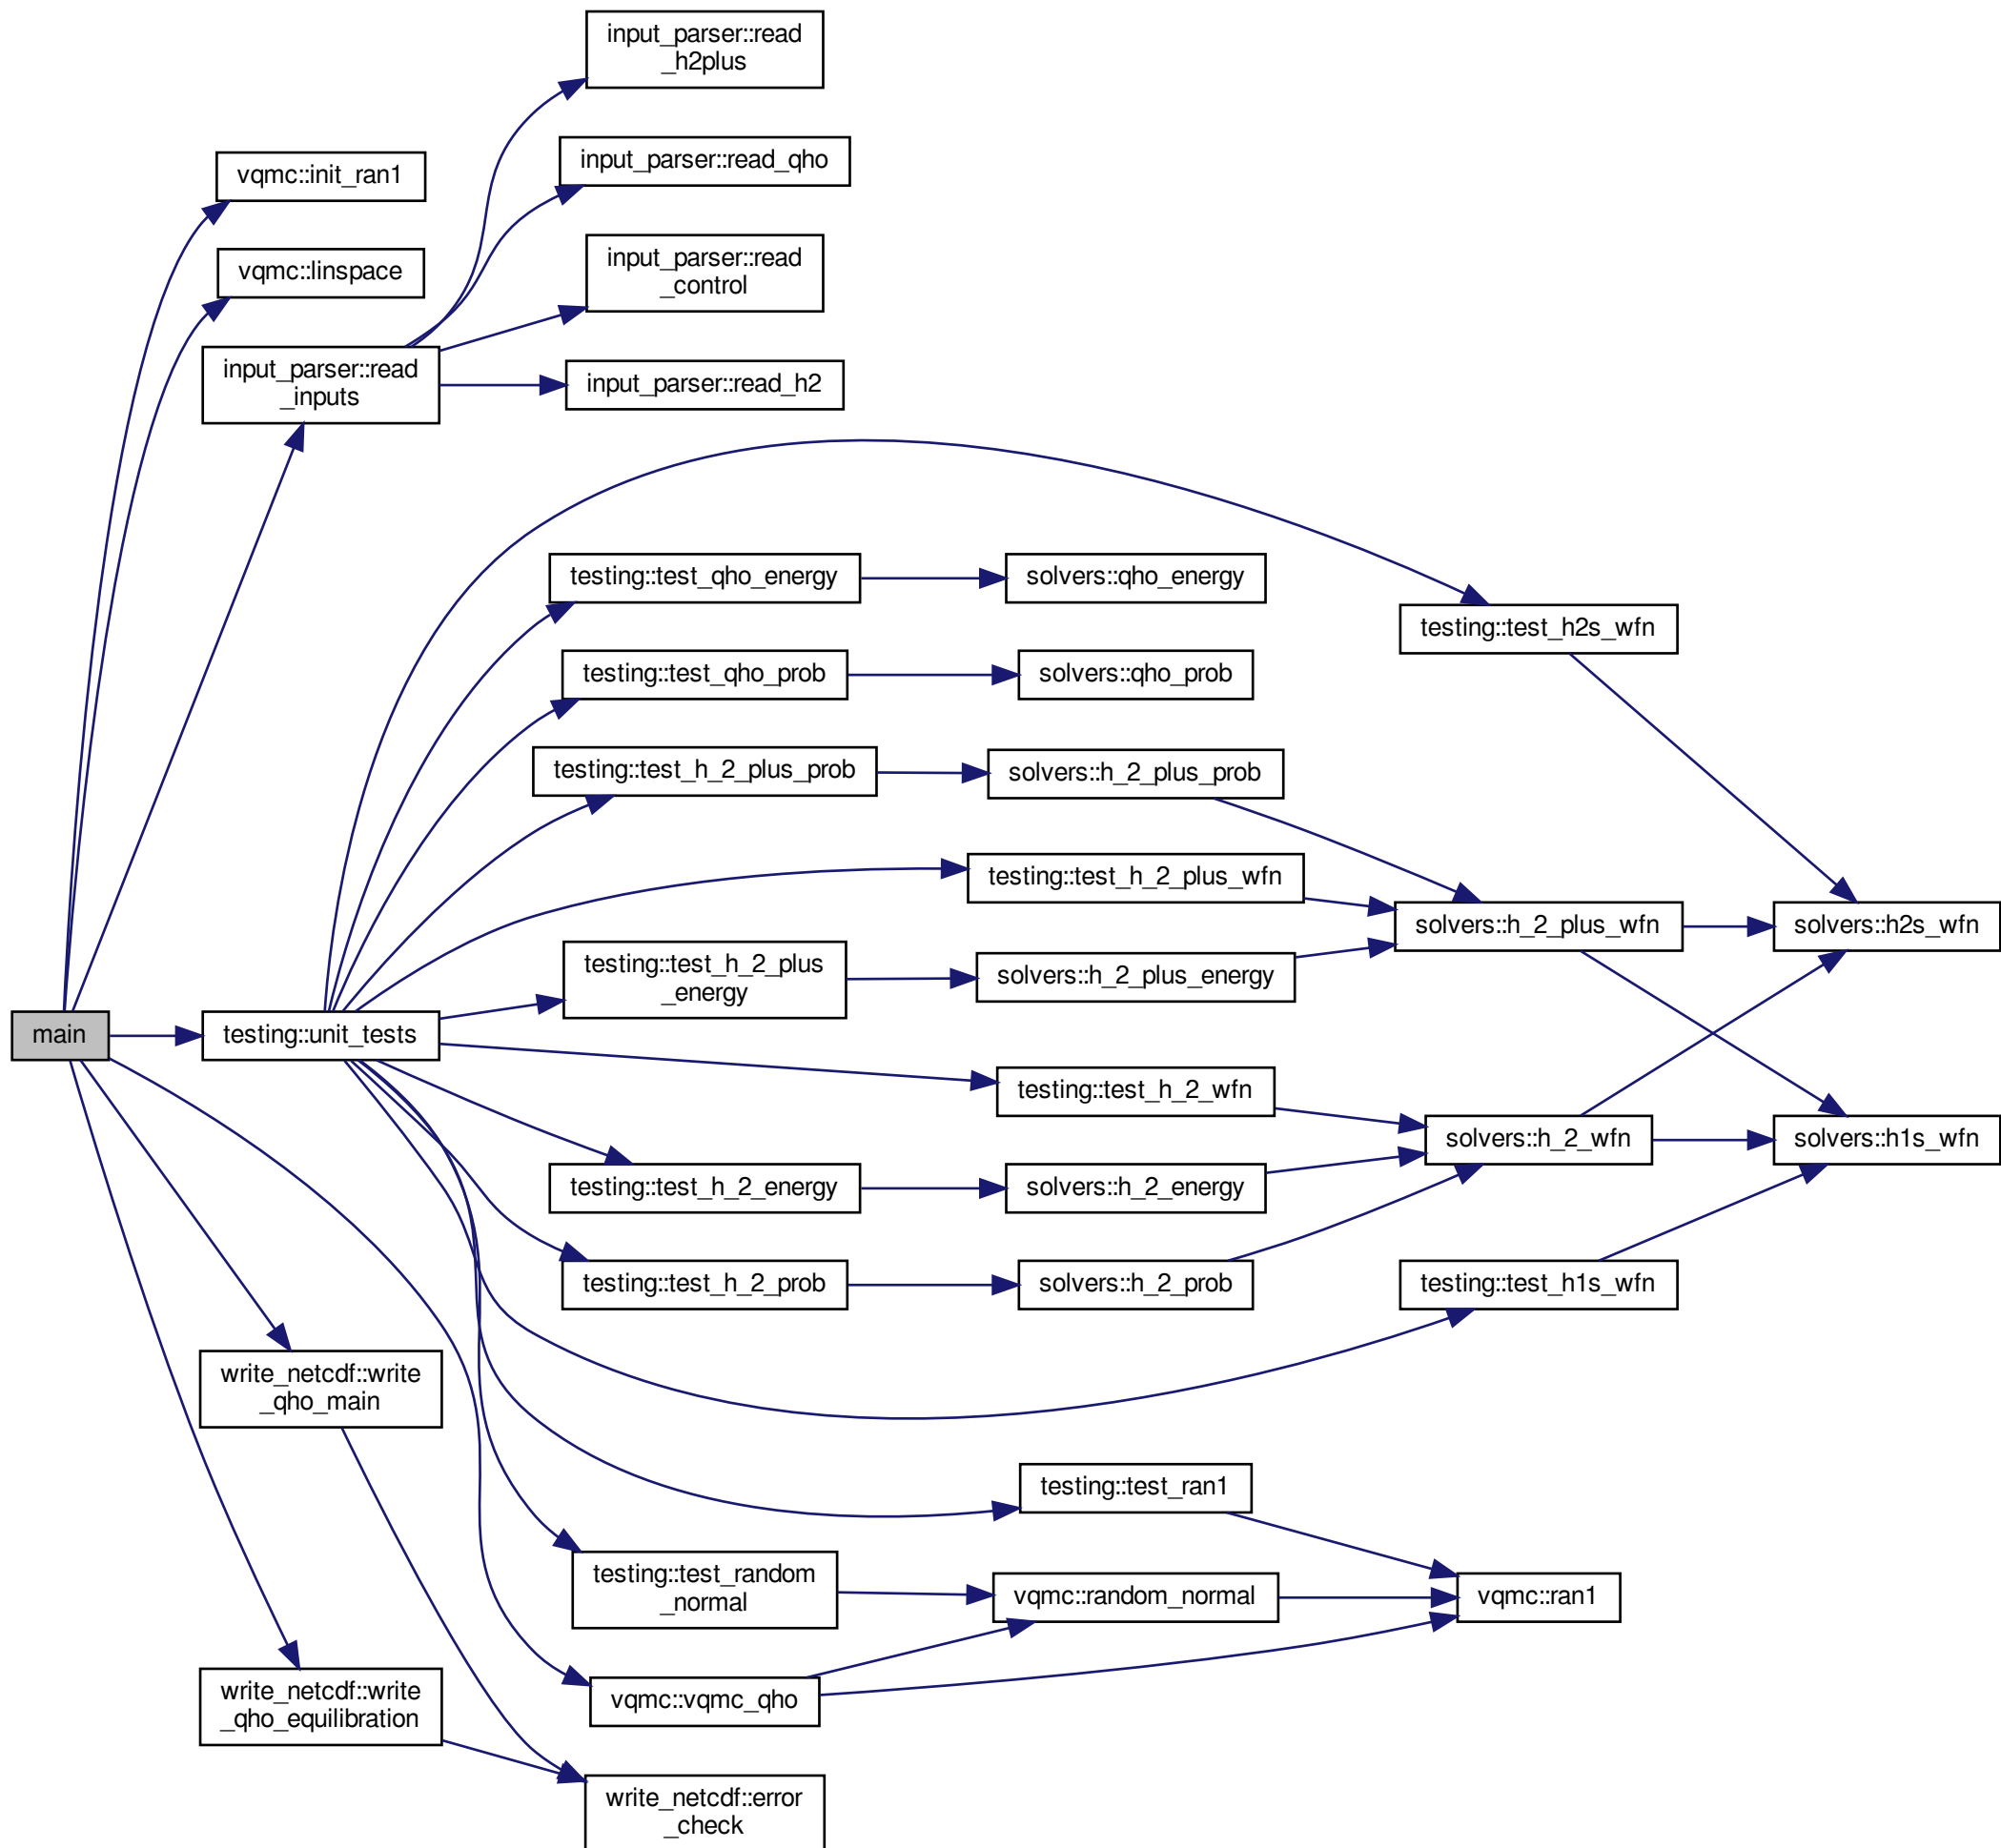 input_parser::read
_h2plus
input_parser::read_qho
vqmc::init_ran1
input_parser::read
_control
vqmc::linspace
input_parser::read
_inputs
input_parser::read_h2
testing::test_qho_energy
solvers::qho_energy
testing::test_h2s_wfn
testing::test_qho_prob
solvers::qho_prob
testing::test_h_2_plus_prob
solvers::h_2_plus_prob
testing::test_h_2_plus_wfn
solvers::h_2_plus_wfn
solvers::h2s_wfn
testing::test_h_2_plus
_energy
solvers::h_2_plus_energy
main
testing::unit_tests
testing::test_h_2_wfn
solvers::h_2_wfn
solvers::h1s_wfn
testing::test_h_2_energy
solvers::h_2_energy
testing::test_h_2_prob
solvers::h_2_prob
testing::test_h1s_wfn
write_netcdf::write
_qho_main
testing::test_ran1
testing::test_random
_normal
vqmc::random_normal
vqmc::ran1
write_netcdf::write
_qho_equilibration
vqmc::vqmc_qho
write_netcdf::error
_check